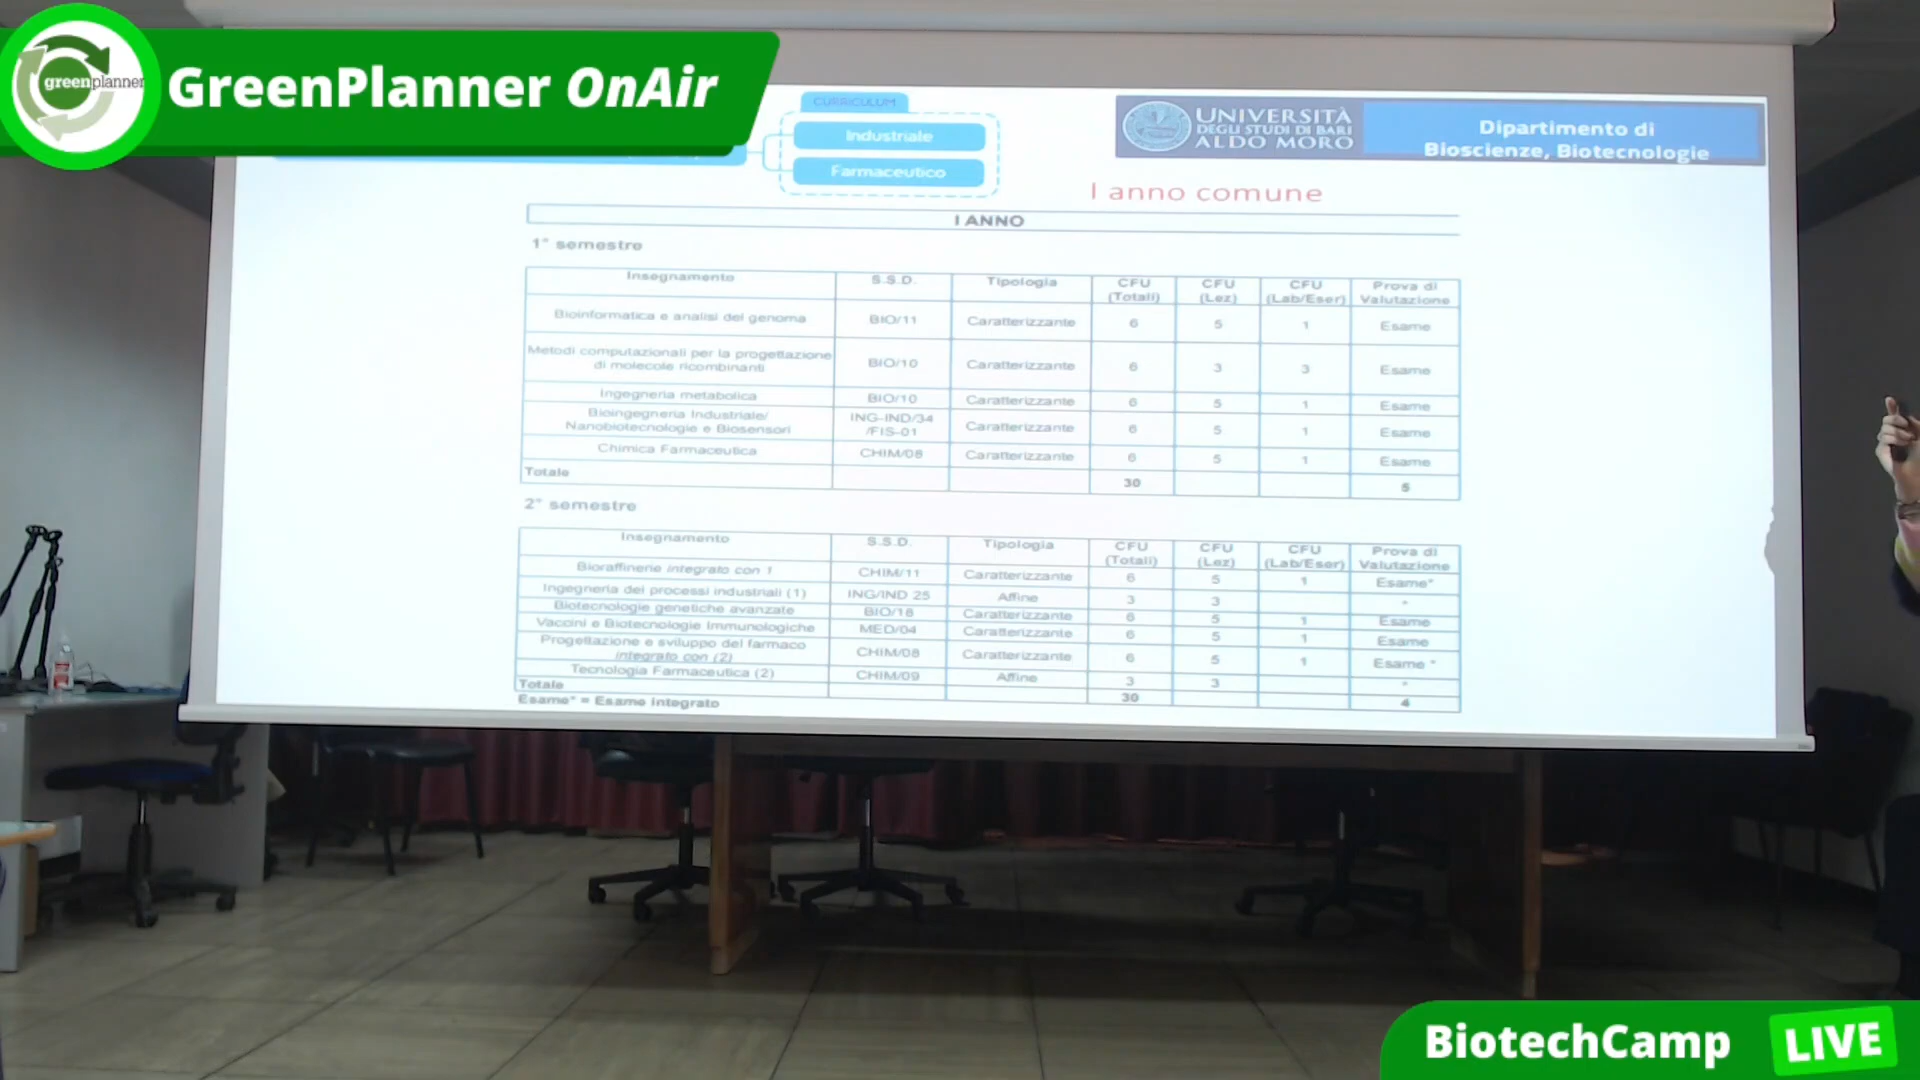 greenplanner
GreenPlanner OnAir
CURRICULUM
Industriale
Farmaceutico
UNIVERSITÀ
DEGLI STUDI DI BARI
ALDO MORO
Dipartimento di
Bioscienze, Biotecnologie
I anno comune
I ANNO
1° semestre
Insegnamento S.S.D. Tipologia CFU (Totali) CFU (Lez) CFU (Lab/Eser) Prova di Valutazione
Bioinformatica e analisi del genoma BIO/11 Caratterizzante 6 5 1 Esame
Metodi computazionali per la progettazione di molecole ricombinanti BIO/10 Caratterizzante 6 3 3 Esame
Ingegneria metabolica BIO/10 Caratterizzante 6 5 1 Esame
Bioingegneria Industriale/ Nanobiotecnologie e Biosensori ING-IND/34 /FIS-01 Caratterizzante 6 5 1 Esame
Chimica Farmaceutica CHIM/08 Caratterizzante 6 5 1 Esame
Totale 30 5
2° semestre
Insegnamento S.S.D. Tipologia CFU (Totali) CFU (Lez) CFU (Lab/Eser) Prova di Valutazione
Bioraffinerie integrato con 1 CHIM/11 Caratterizzante 6 5 1 Esame*
Ingegneria dei processi industriali (1) ING/IND 25 Affine 3 3 *
Biotecnologie genetiche avanzate BIO/18 Caratterizzante 6 5 1 Esame
Vaccini e Biotecnologie Immunologiche MED/04 Caratterizzante 6 5 1 Esame
Progettazione e sviluppo del farmaco integrato con (2) CHIM/08 Caratterizzante 6 5 1 Esame *
Tecnologia Farmaceutica (2) CHIM/09 Affine 3 3 *
Totale 30 4
Esame* = Esame integrato
BiotechCamp
LIVE